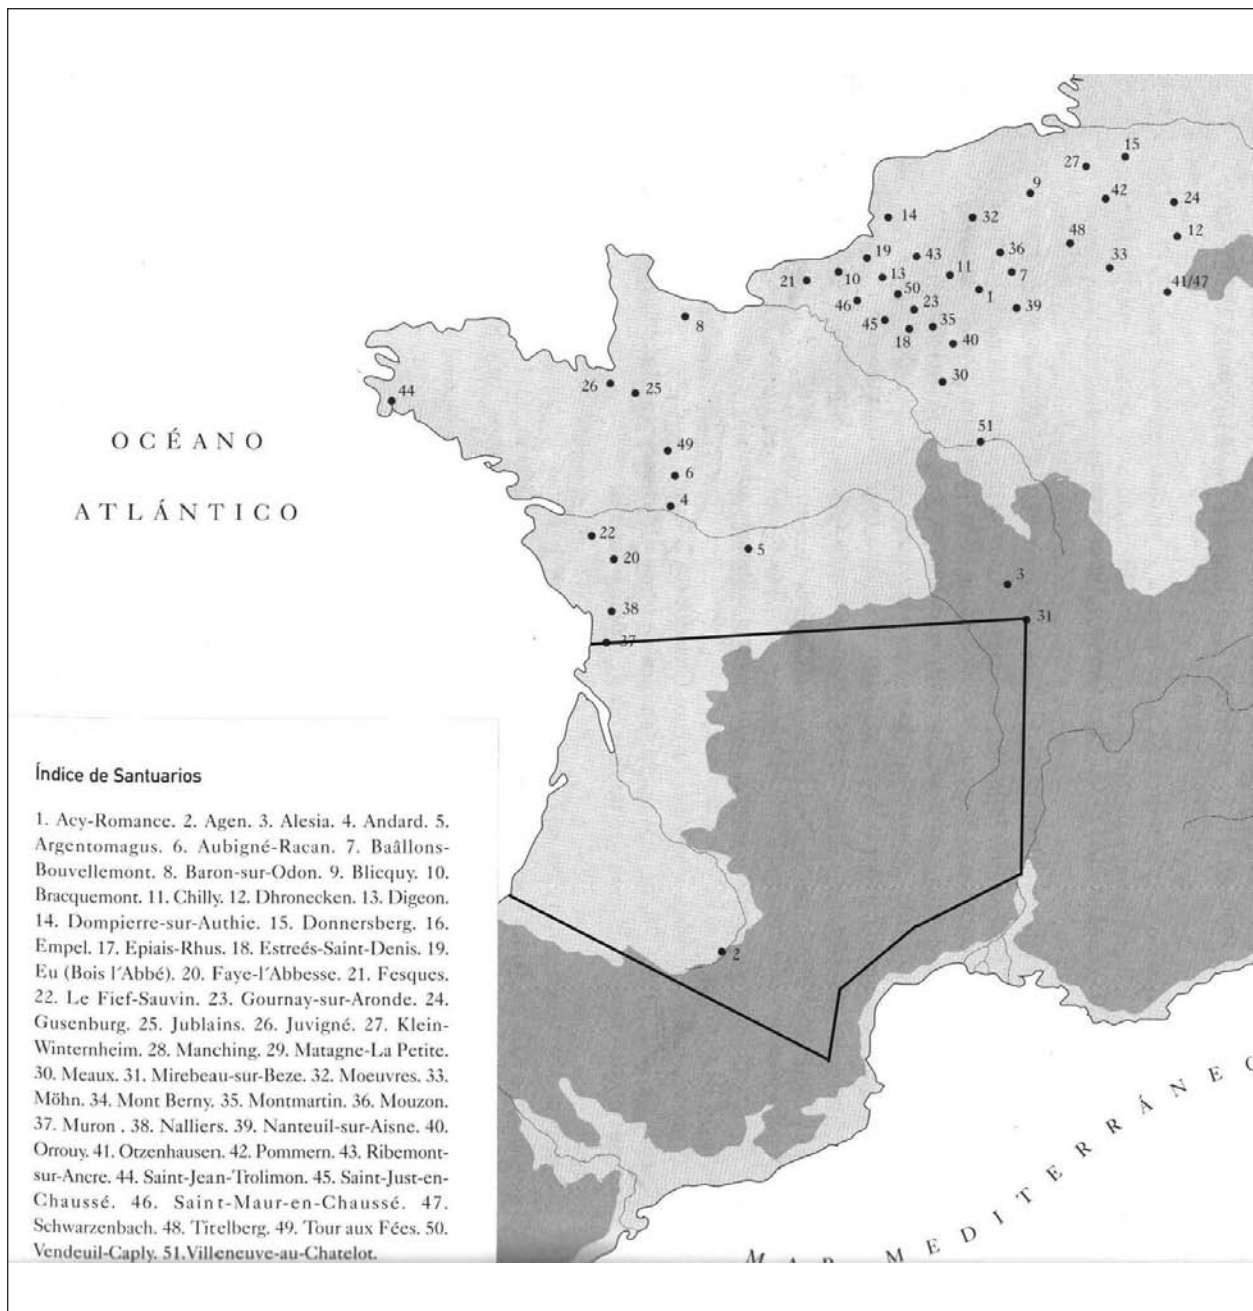 15
27
9
42
24
14
32
12
48
19
43
36
33
11
13
7
10
21
41/47
50
1
46
23
39
8
45
35
18
40
30
26
25
44
OCÉANO
49
51
6
ATLÁNTICO
4
22
5
20
3
38
31
37
2
MAR MEDITERRÁNEO
Índice de Santuarios
1. Acy-Romance. 2. Agen. 3. Alesia. 4. Andard. 5.
Argentomagus. 6. Aubigné-Racan. 7. Baâllons-
Bouvellemont. 8. Baron-sur-Odon. 9. Blicquy. 10.
Bracquemont. 11. Chilly. 12. Dhronecken. 13. Digeon.
14. Dompierre-sur-Authie. 15. Donnersberg. 16.
Empel. 17. Epiais-Rhus. 18. Estreés-Saint-Denis. 19.
Eu (Bois l´Abbé). 20. Faye-l´Abbesse. 21. Fesques.
22. Le Fief-Sauvin. 23. Gournay-sur-Aronde. 24.
Gusenburg. 25. Jublains. 26. Juvigné. 27. Klein-
Winternheim. 28. Manching. 29. Matagne-La Petite.
30. Meaux. 31. Mirebeau-sur-Beze. 32. Moeuvres. 33.
Möhn. 34. Mont Berny. 35. Montmartin. 36. Mouzon.
37. Muron . 38. Nalliers. 39. Nanteuil-sur-Aisne. 40.
Orrouy. 41. Otzenhausen. 42. Pommern. 43. Ribemont-
sur-Ancre. 44. Saint-Jean-Trolimon. 45. Saint-Just-en-
Chaussé. 46. Saint-Maur-en-Chaussé. 47.
Schwarzenbach. 48. Titelberg. 49. Tour aux Fées. 50.
Vendeuil-Caply. 51.Villeneuve-au-Chatelot.